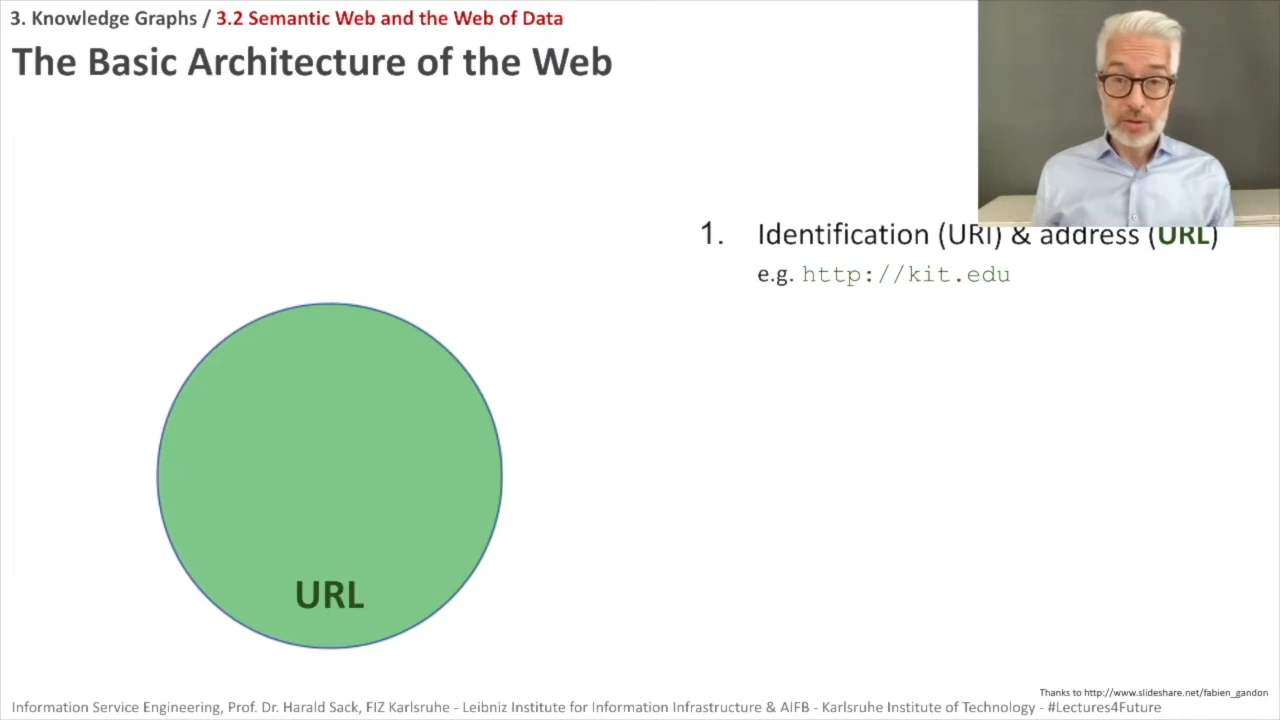 3. Knowledge Graphs / 3.2 Semantic Web and the Web of Data
The Basic Architecture of the Web
1. Identification (URI) & address (URL)
e.g. http://kit.edu
URL
Thanks to http://www.slideshare.net/fabien_gandon
Information Service Engineering, Prof. Dr. Harald Sack, FIZ Karlsruhe - Leibniz Institute for Information Infrastructure & AIFB - Karlsruhe Institute of Technology - #Lectures4Future